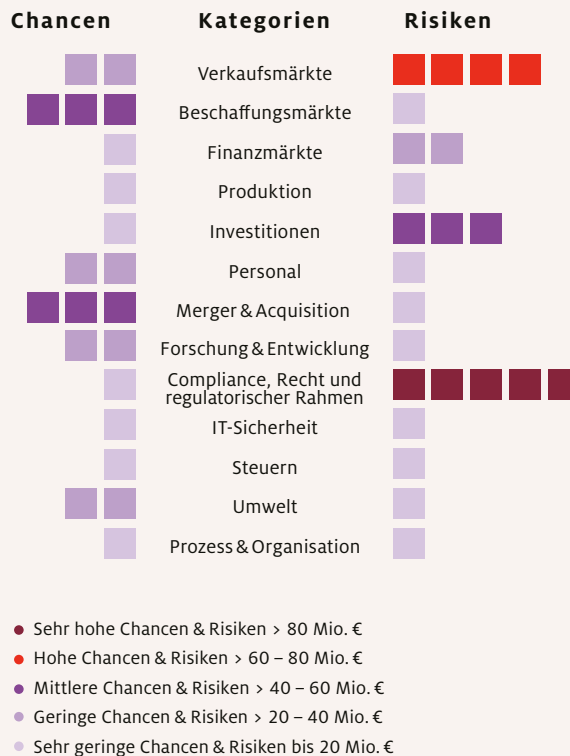 Chancen Kategorien Risiken
Verkaufsmärkte
Beschaffungsmärkte
Finanzmärkte
Produktion
Investitionen
Personal
Merger & Acquisition
Forschung & Entwicklung
Compliance, Recht und
regulatorischer Rahmen
IT-Sicherheit
Steuern
Umwelt
Prozess & Organisation
Sehr hohe Chancen & Risiken > 80 Mio. €
Hohe Chancen & Risiken > 60 – 80 Mio. €
Mittlere Chancen & Risiken > 40 – 60 Mio. €
Geringe Chancen & Risiken > 20 – 40 Mio. €
Sehr geringe Chancen & Risiken bis 20 Mio. €